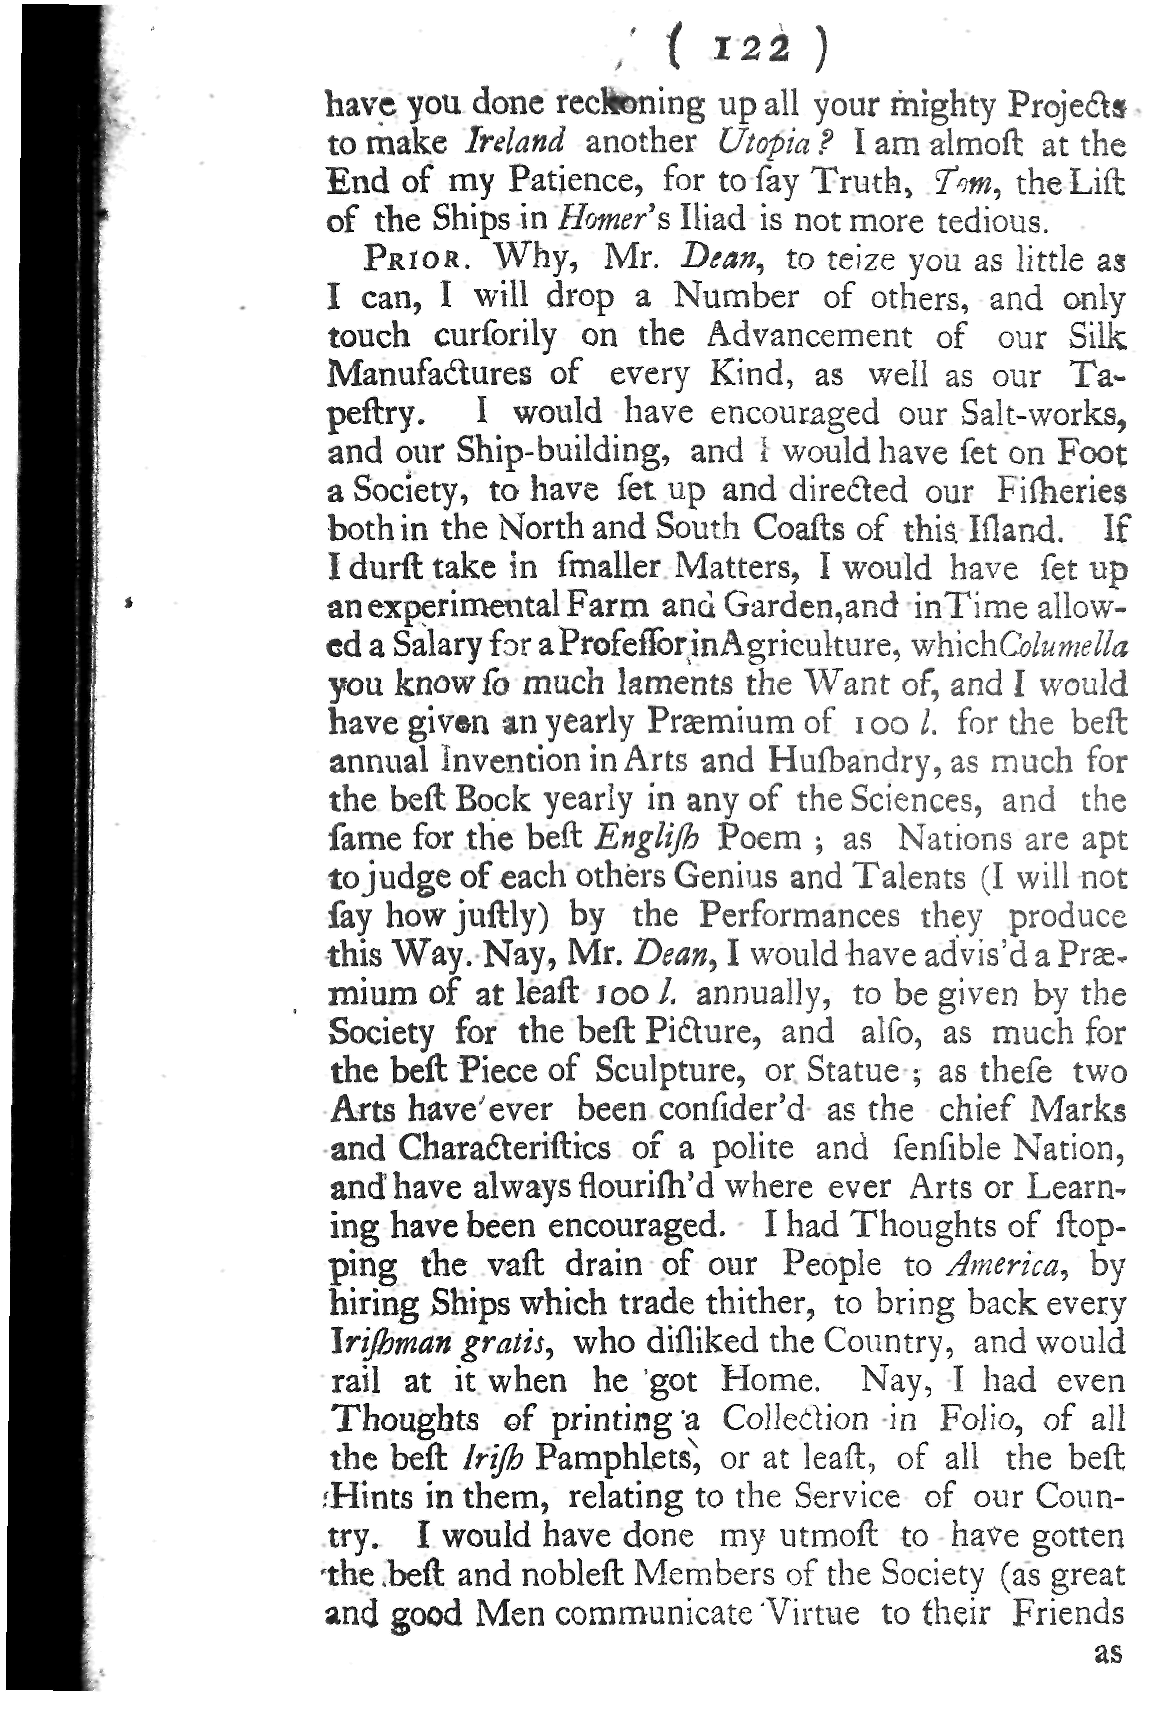 ( 122 )
have you done reckoning up all your mighty Projects
to make Ireland another Utopia? I am almoſt at the
End of my Patience, for to ſay Truth, Tom, the Liſt
of the Ships in Homer's Iliad is not more tedious.
PRIOR. Why, Mr. Dean, to teize you as little as
I can, I will drop a Number of others, and only
touch curſorily on the Advancement of our Silk
Manufactures of every Kind, as well as our Ta-
peſtry. I would have encouraged our Salt-works,
and our Ship-building, and I would have ſet on Foot
a Society, to have ſet up and directed our Fiſheries
both in the North and South Coaſts of this Iſland. If
I durſt take in ſmaller Matters, I would have ſet up
an experimental Farm and Garden, and in Time allow-
ed a Salary for a Profeſſor in Agriculture, which Columella
you know ſo much laments the Want of, and I would
have given an yearly Præmium of 100 l. for the beſt
annual Invention in Arts and Huſbandry, as much for
the beſt Bock yearly in any of the Sciences, and the
ſame for the beſt Engliſh Poem ; as Nations are apt
to judge of each others Genius and Talents (I will not
ſay how juſtly) by the Performances they produce
this Way. Nay, Mr. Dean, I would have advis'd a Præ-
mium of at leaſt 100 l. annually, to be given by the
Society for the beſt Picture, and alſo, as much for
the beſt Piece of Sculpture, or Statue ; as theſe two
Arts have ever been conſider'd as the chief Marks
and Characteriſtics of a polite and ſenſible Nation,
and have always flouriſh'd where ever Arts or Learn-
ing have been encouraged. I had Thoughts of ſtop-
ping the vaſt drain of our People to America, by
hiring Ships which trade thither, to bring back every
Iriſhman gratis, who diſliked the Country, and would
rail at it when he got Home. Nay, I had even
Thoughts of printing a Collection in Folio, of all
the beſt Iriſh Pamphlets, or at leaſt, of all the beſt
Hints in them, relating to the Service of our Coun-
try. I would have done my utmoſt to have gotten
the beſt and nobleſt Members of the Society (as great
and good Men communicate Virtue to their Friends
as